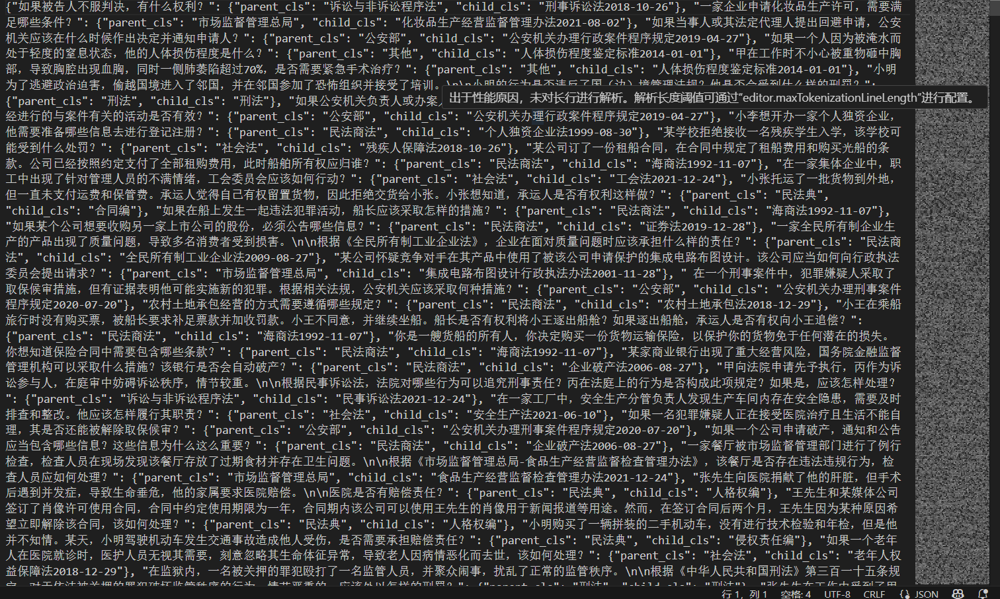 {"如果被告人不服判决，有什么权利？": {"parent_cls": "诉讼与非诉讼程序法", "child_cls": "刑事诉讼法2018-10-26"}, "一家企业申请化妆品生产许可，需要满
足哪些条件？": {"parent_cls": "市场监督管理总局", "child_cls": "化妆品生产经营监督管理办法2021-08-02"}, "如果当事人或其法定代理人提出回避申请，公安
机关应该在什么时候作出决定并通知申请人？": {"parent_cls": "公安部", "child_cls": "公安机关办理行政案件程序规定2019-04-27"}, "如果一个人因为被淹水而
处于轻度的窒息状态，他的人体损伤程度是什么？": {"parent_cls": "其他", "child_cls": "人体损伤程度鉴定标准2014-01-01"}, "甲在工作时不小心被重物砸中胸
部，导致胸腔出现血胸，同时一侧肺萎陷超过70%，是否需要紧急手术治疗？": {"parent_cls": "其他", "child_cls": "人体损伤程度鉴定标准2014-01-01"}, "小明
为了逃避政治迫害，偷越国境进入了邻国，并在邻国参加了恐怖组织并接受了培训。\n\n小明的行为是否违反了国（边）境管理法规？他是否会受到什么样的刑罚？":
{"parent_cls": "刑法", "child_cls": "刑法"}, "如果公安机关负责人或办案人
出于性能原因，未对长行进行解析。解析长度阈值可通过“editor.maxTokenizationLineLength”进行配置。
经进行的与案件有关的活动是否有效？": {"parent_cls": "公安部", "child_cls": "公安机关办理行政案件程序规定2019-04-27"}, "小李想开办一家个人独资企业，
他需要准备哪些信息去进行登记注册？": {"parent_cls": "民法商法", "child_cls": "个人独资企业法1999-08-30"}, "某学校拒绝接收一名残疾学生入学，该学校可
能受到什么处罚？": {"parent_cls": "社会法", "child_cls": "残疾人保障法2018-10-26"}, "某公司订了一份租船合同，在合同中规定了租船费用和购买光船的条
款。公司已经按照约定支付了全部租购费用，此时船舶所有权应归谁？": {"parent_cls": "民法商法", "child_cls": "海商法1992-11-07"}, "在一家集体企业中，职
工中出现了针对管理人员的不满情绪，工会委员会应该如何行动？": {"parent_cls": "社会法", "child_cls": "工会法2021-12-24"}, "小张托运了一批货物到外地，
但一直未支付运费和保管费。承运人觉得自己有权留置货物，因此拒绝交货给小张。小张想知道，承运人是否有权利这样做？": {"parent_cls": "民法典",
"child_cls": "合同编"}, "如果在船上发生一起违法犯罪活动，船长应该采取怎样的措施？": {"parent_cls": "民法商法", "child_cls": "海商法1992-11-07"},
"如果某个公司想要收购另一家上市公司的股份，必须公告哪些信息？": {"parent_cls": "民法商法", "child_cls": "证券法2019-12-28"}, "一家全民所有制企业生
产的产品出现了质量问题，导致多名消费者受到损害。\n\n根据《全民所有制工业企业法》，企业在面对质量问题时应该承担什么样的责任？": {"parent_cls": "民法商
法", "child_cls": "全民所有制工业企业法2009-08-27"}, "某公司怀疑竞争对手在其产品中使用了被该公司申请保护的集成电路布图设计。该公司应当如何向行政执法
委员会提出请求？": {"parent_cls": "市场监督管理总局", "child_cls": "集成电路布图设计行政执法办法2001-11-28"}, " 在一个刑事案件中，犯罪嫌疑人采取了
取保候审措施，但有证据表明他可能实施新的犯罪。根据相关法规，公安机关应该采取何种措施？": {"parent_cls": "公安部", "child_cls": "公安机关办理刑事案件
程序规定2020-07-20"}, "农村土地承包经营的方式需要遵循哪些规定？": {"parent_cls": "民法商法", "child_cls": "农村土地承包法2018-12-29"}, "小王在乘船
旅行时没有购买票，被船长要求补足票款并加收罚款。小王不同意，并继续坐船。船长是否有权利将小王逐出船舱？如果逐出船舱，承运人是否有权向小王追偿？":
{"parent_cls": "民法商法", "child_cls": "海商法1992-11-07"}, "你是一艘货船的所有人，你决定购买一份货物运输保险，以保护你的货物免于任何潜在的损失。
你想知道保险合同中需要包含哪些条款？": {"parent_cls": "民法商法", "child_cls": "海商法1992-11-07"}, "某家商业银行出现了重大经营风险，国务院金融监督
管理机构可以采取什么措施？该银行是否会自动破产？": {"parent_cls": "民法商法", "child_cls": "企业破产法2006-08-27"}, "甲向法院申请先予执行，丙作为诉
讼参与人，在庭审中妨碍诉讼秩序，情节较重。\n\n根据民事诉讼法，法院对哪些行为可以追究刑事责任？丙在法庭上的行为是否构成此项规定？如果是，应该怎样处理？
": {"parent_cls": "诉讼与非诉讼程序法", "child_cls": "民事诉讼法2021-12-24"}, "在一家工厂中，安全生产分管负责人发现生产车间内存在安全隐患，需要及时
排查和整改。他应该怎样履行其职责？": {"parent_cls": "社会法", "child_cls": "安全生产法2021-06-10"}, "如果一名犯罪嫌疑人正在接受医院治疗且生活不能自
理，其是否还能被解除取保候审？": {"parent_cls": "公安部", "child_cls": "公安机关办理刑事案件程序规定2020-07-20"}, "如果一个公司申请破产，通知和公告
应当包含哪些信息？这些信息为什么这么重要？": {"parent_cls": "民法商法", "child_cls": "企业破产法2006-08-27"}, "一家餐厅被市场监督管理部门进行了例行
检查，检查人员在现场发现该餐厅存放了过期食材并存在卫生问题。\n\n根据《市场监督管理总局-食品生产经营监督检查管理办法》，该餐厅是否存在违法违规行为，检
查人员应如何处理？": {"parent_cls": "市场监督管理总局", "child_cls": "食品生产经营监督检查管理办法2021-12-24"}, "张先生向医院捐献了他的肝脏，但手术
后遇到并发症，导致生命垂危，他的家属要求医院赔偿。\n\n医院是否有赔偿责任？": {"parent_cls": "民法典", "child_cls": "人格权编"}, "王先生和某媒体公司
签订了肖像许可使用合同，合同中约定使用期限为一年，合同期内该公司可以使用王先生的肖像用于新闻报道等用途。然而，在签订合同后两个月，王先生因为某种原因希
望立即解除该合同，该如何处理？": {"parent_cls": "民法典", "child_cls": "人格权编"}, "小明购买了一辆拼装的二手机动车，没有进行技术检验和年检，但是他
并不知情。某天，小明驾驶机动车发生交通事故造成他人受伤，是否需要承担赔偿责任？": {"parent_cls": "民法典", "child_cls": "侵权责任编"}, "如果一个老年
人在医院就诊时，医护人员无视其需要，刻意忽略其生命体征异常，导致老人因病情恶化而去世，该如何处理？": {"parent_cls": "社会法", "child_cls": "老年人权
益保障法2018-12-29"}, "在监狱内，一名被关押的罪犯殴打了一名监管人员，并聚众闹事，扰乱了正常的监管秩序。\n\n根据《中华人民共和国刑法》第三百一十五条规
定，对于依法被关押的罪犯破坏监管秩序的行为，情节严重的，应该处以怎样的刑罚？": {"parent_cls": "刑法", "child_cls": "刑法"}, "张先生在工作中受到了
行 1，列 1 空格: 4 UTF-8 CRLF {} JSON